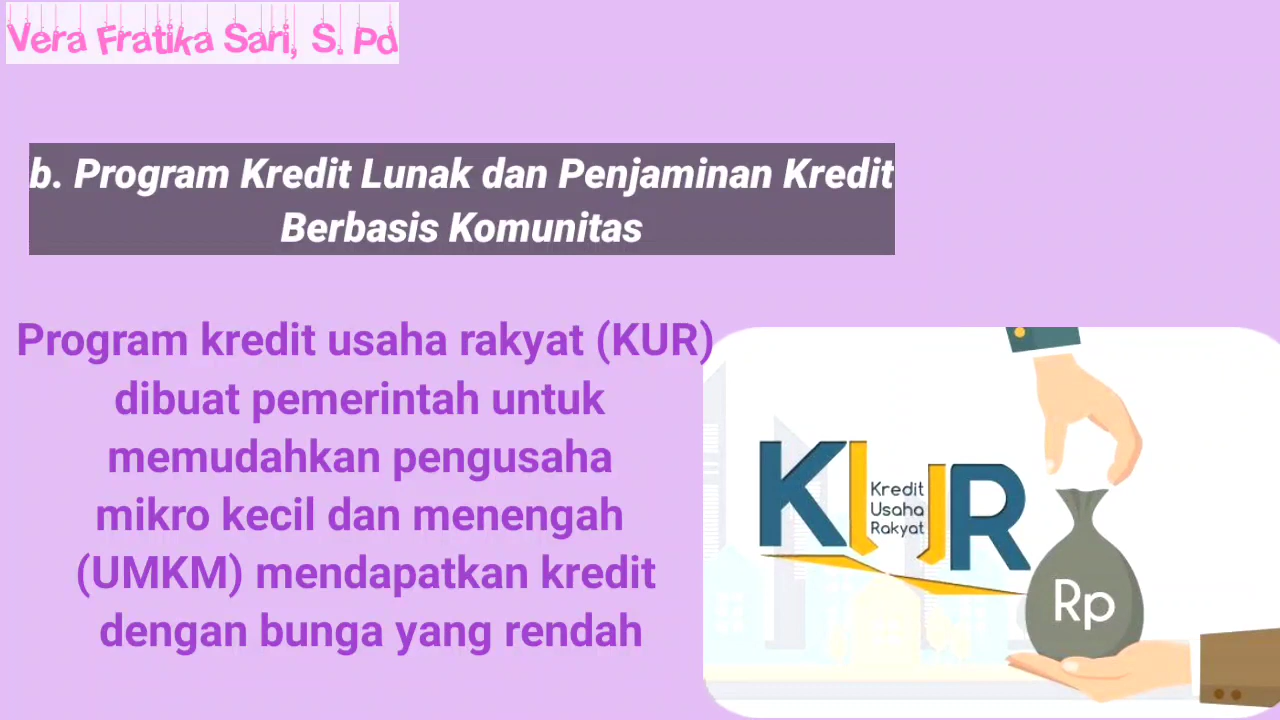 Vera Fratika Sari, S. Pd
b. Program Kredit Lunak dan Penjaminan Kredit
Berbasis Komunitas
Program kredit usaha rakyat (KUR)
dibuat pemerintah untuk
memudahkan pengusaha
mikro kecil dan menengah
(UMKM) mendapatkan kredit
dengan bunga yang rendah
KUR
Kredit
Usaha
Rakyat
Rp